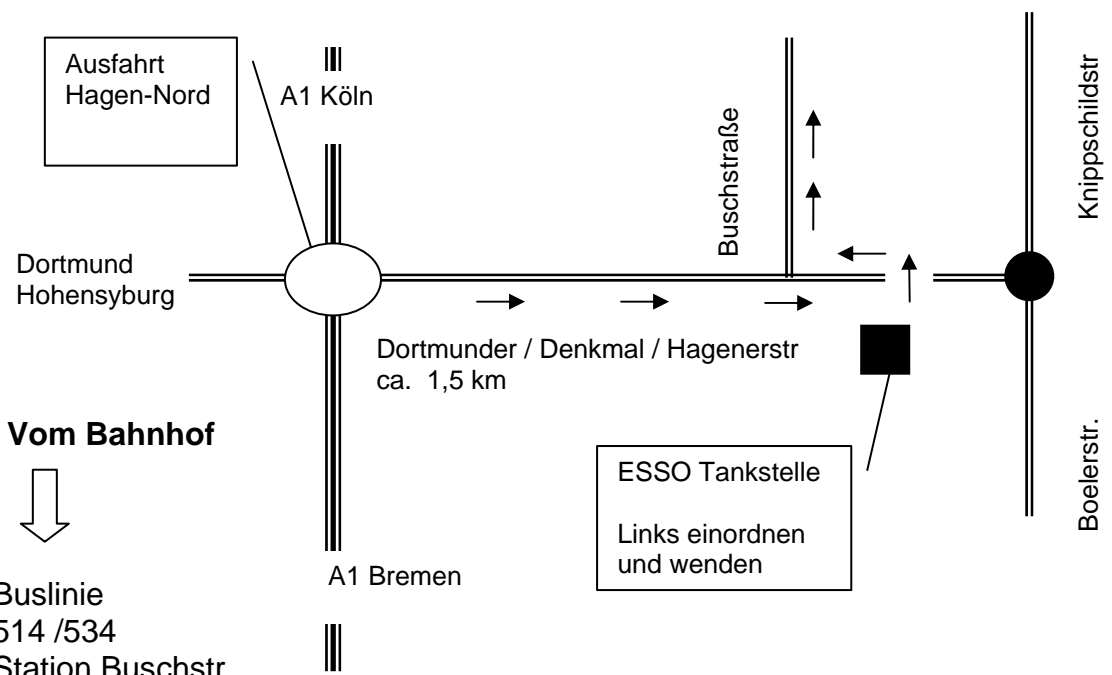 Ausfahrt
Hagen-Nord
A1 Köln
Buschstraße
Knippschildstr
Dortmund
Hohensyburg
Dortmunder / Denkmal / Hagenerstr
ca. 1,5 km
Vom Bahnhof
ESSO Tankstelle
Links einordnen
und wenden
Boelerstr.
A1 Bremen
Buslinie
514 /534
Station Buschstr